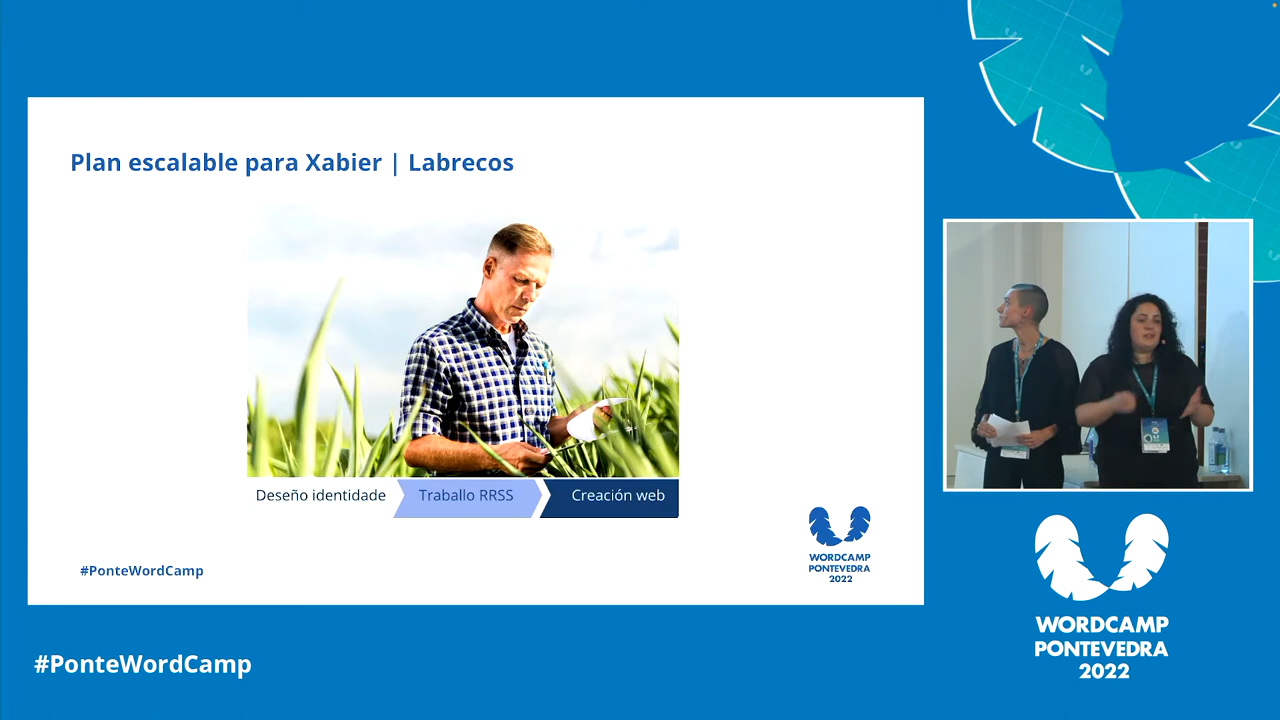 Plan escalable para Xabier | Labrecos
Deseño identidade
Traballo RRSS
Creación web
#PonteWordCamp
WORDCAMP
PONTEVEDRA
2022
#PonteWordCamp
WORDCAMP
PONTEVEDRA
2022